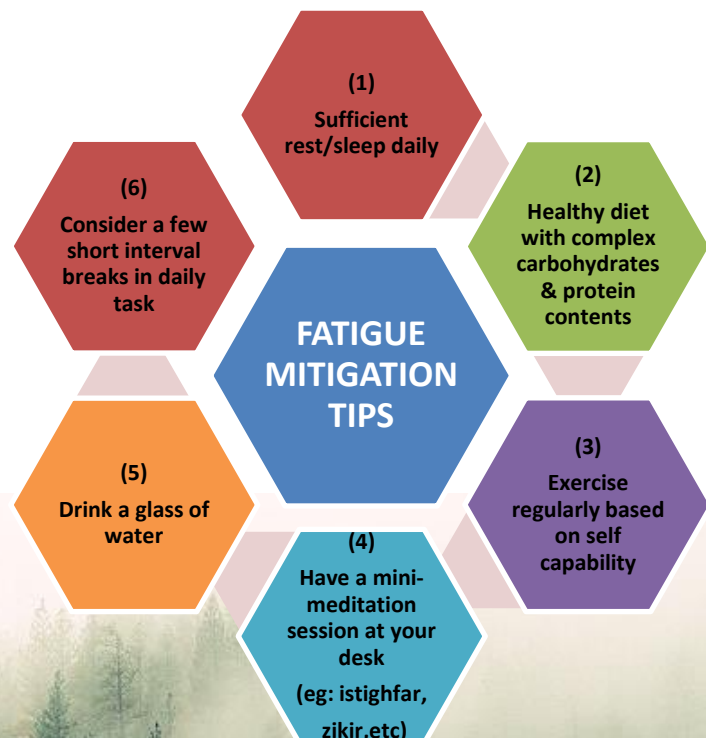 (1)
Sufficient
rest/sleep daily
(2)
Healthy diet
with complex
carbohydrates
& protein
contents
(3)
Exercise
regularly based
on self
capability
(4)
Have a mini-
meditation
session at your
desk
(eg: istighfar,
zikir,etc)
(5)
Drink a glass of
water
(6)
Consider a few
short interval
breaks in daily
task
FATIGUE
MITIGATION
TIPS